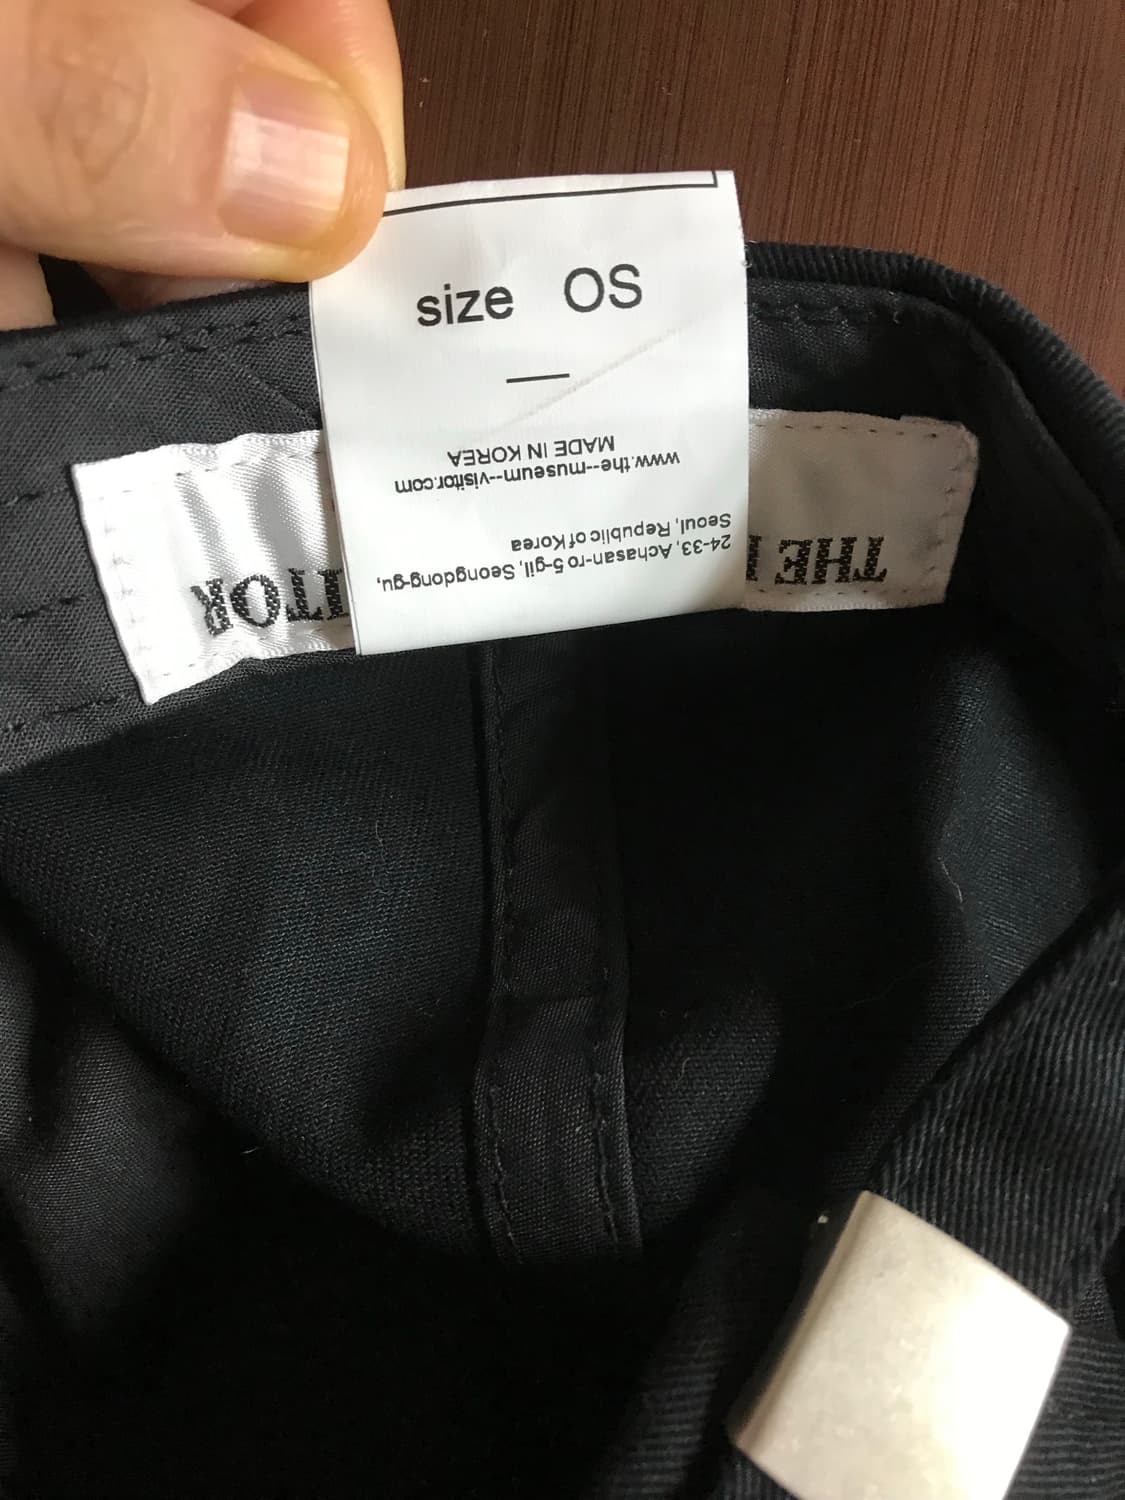 size OS
—
MADE IN KOREA
www.the--museum--visitor.com
24-33, Achasan-ro 5-gil, Seongdong-gu,
Seoul, Republic of Korea
THE